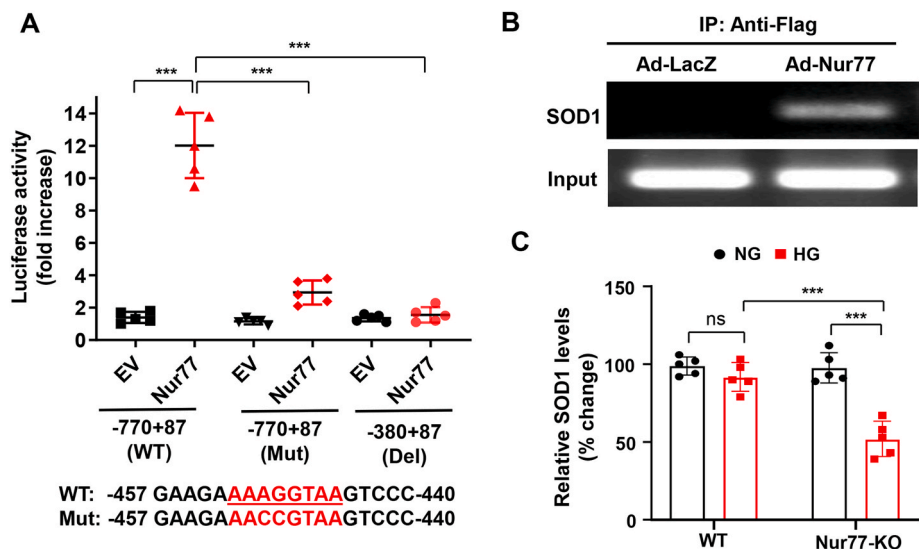 A
***
***
***
Luciferase activity
(fold increase)
14
12
10
8
6
4
2
0
EV
Nur77
EV
Nur77
EV
Nur77
-770+87
(WT)
-770+87
(Mut)
-380+87
(Del)
WT: -457 GAAGAAAAGGTAAGTCCC-440
Mut: -457 GAAGAAACCGTAAGTCCC-440
B
IP: Anti-Flag
Ad-LacZ Ad-Nur77
SOD1
Input
C
NG HG
Relative SOD1 levels
(% change)
150
100
50
0
ns
***
***
WT
Nur77-KO